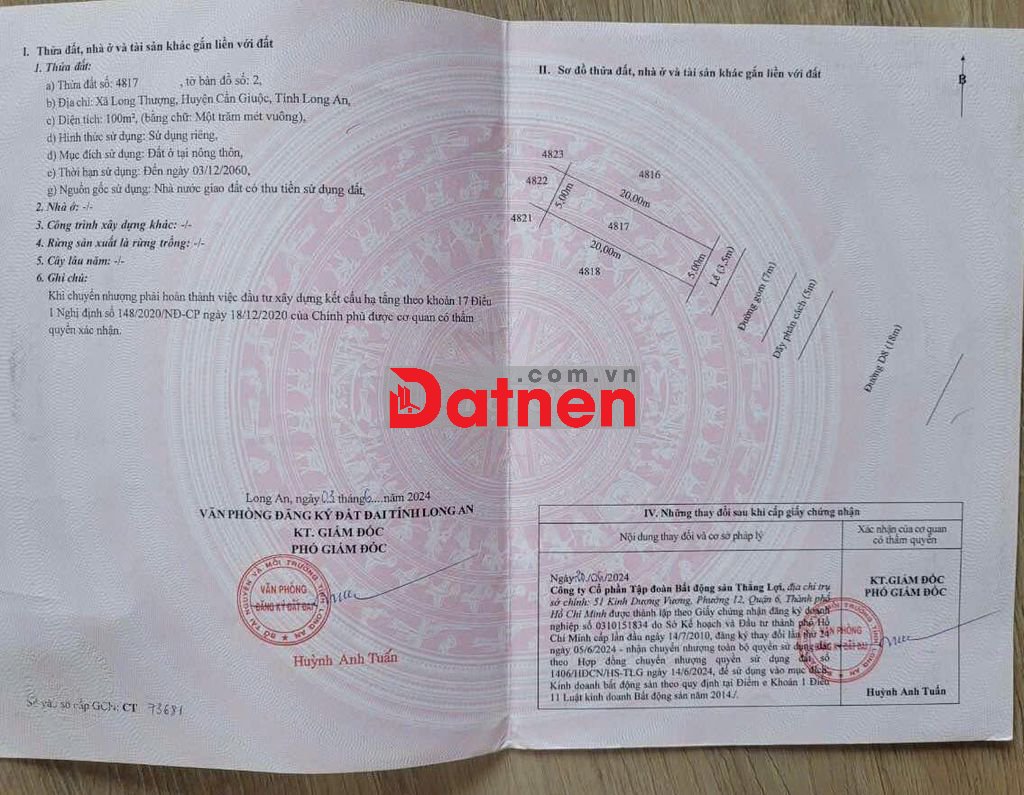 I. Thửa đất, nhà ở và tài sản khác gắn liền với đất
1. Thửa đất:
a) Thửa đất số: 4817 , tờ bản đồ số: 2,
b) Địa chỉ: Xã Long Thượng, Huyện Cần Giuộc, Tỉnh Long An,
c) Diện tích: 100m², (bằng chữ: Một trăm mét vuông),
d) Hình thức sử dụng: Sử dụng riêng,
đ) Mục đích sử dụng: Đất ở tại nông thôn,
e) Thời hạn sử dụng: Đến ngày 03/12/2060,
g) Nguồn gốc sử dụng: Nhà nước giao đất có thu tiền sử dụng đất,
2. Nhà ở: -/-
3. Công trình xây dựng khác: -/-
4. Rừng sản xuất là rừng trồng: -/-
5. Cây lâu năm: -/-
6. Ghi chú:
Khi chuyển nhượng phải hoàn thành việc đầu tư xây dựng kết cấu hạ tầng theo khoản 17 Điều
1 Nghị định số 148/2020/NĐ-CP ngày 18/12/2020 của Chính phủ được cơ quan có thẩm
quyền xác nhận.
Long An, ngày 03 tháng 6....năm 2024
VĂN PHÒNG ĐĂNG KÝ ĐẤT ĐAI TỈNH LONG AN
KT. GIÁM ĐỐC
PHÓ GIÁM ĐỐC
VĂN PHÒNG
ĐĂNG KÝ ĐẤT ĐAI
Huỳnh Anh Tuấn
Số vào sổ cấp GCN: CT 73681
II. Sơ đồ thửa đất, nhà ở và tài sản khác gắn liền với đất
B
4823
4816
4822
5,00m
20,00m
4821
4817
20,00m
5,00m
4818
Lề (3,5m)
Đường gom (7m)
Dãy phân cách (5m)
Đường D8 (18m)
.com.vn
Datnen
IV. Những thay đổi sau khi cấp giấy chứng nhận
Nội dung thay đổi và cơ sở pháp lý
Xác nhận của cơ quan
có thẩm quyền
/2024
Công ty Cổ phần Tập đoàn Bất động sản Thắng Lợi, địa chỉ trụ
sở chính: 51 Kinh Dương Vương, Phường 12, Quận 6, Thành phố
Hồ Chí Minh được thành lập theo Giấy chứng nhận đăng ký doanh
nghiệp số 0310151834 do Sở Kế hoạch và Đầu tư thành phố Hồ
Chí Minh cấp lần đầu ngày 14/7/2010, đăng ký thay đổi lần thứ 24
ngày 05/6/2024 - nhận chuyển nhượng toàn bộ quyền sử dụng đất
theo Hợp đồng chuyển nhượng quyền sử dụng đất số
1406/HĐCN/HS-TLG ngày 14/6/2024, để sử dụng vào mục đích
Kinh doanh bất động sản theo quy định tại Điểm e Khoản 1 Điều
11 Luật kinh doanh Bất động sản năm 2014./.
KT.GIÁM ĐỐC
PHÓ GIÁM ĐỐC
VĂN PHÒNG
ĐĂNG KÝ ĐẤT ĐAI
Huỳnh Anh Tuấn